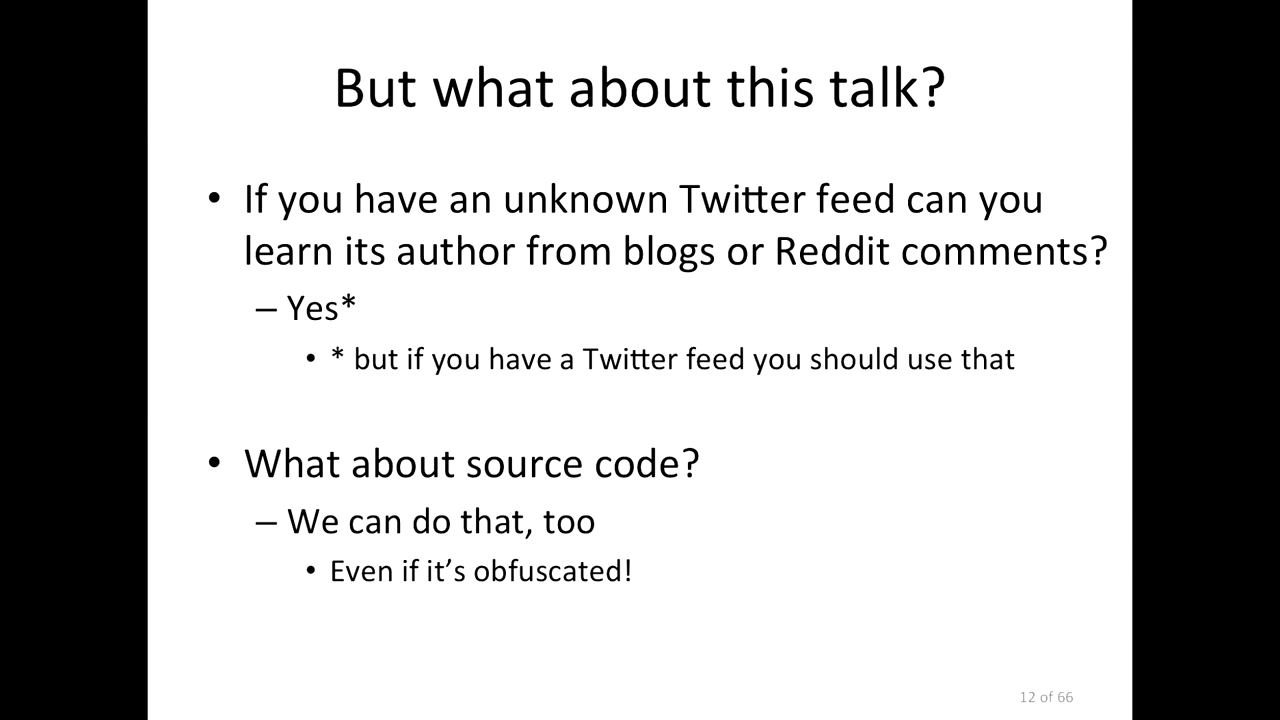 But what about this talk?
• If you have an unknown Twitter feed can you
learn its author from blogs or Reddit comments?
– Yes*
• * but if you have a Twitter feed you should use that
• What about source code?
– We can do that, too
• Even if it’s obfuscated!
12 of 66